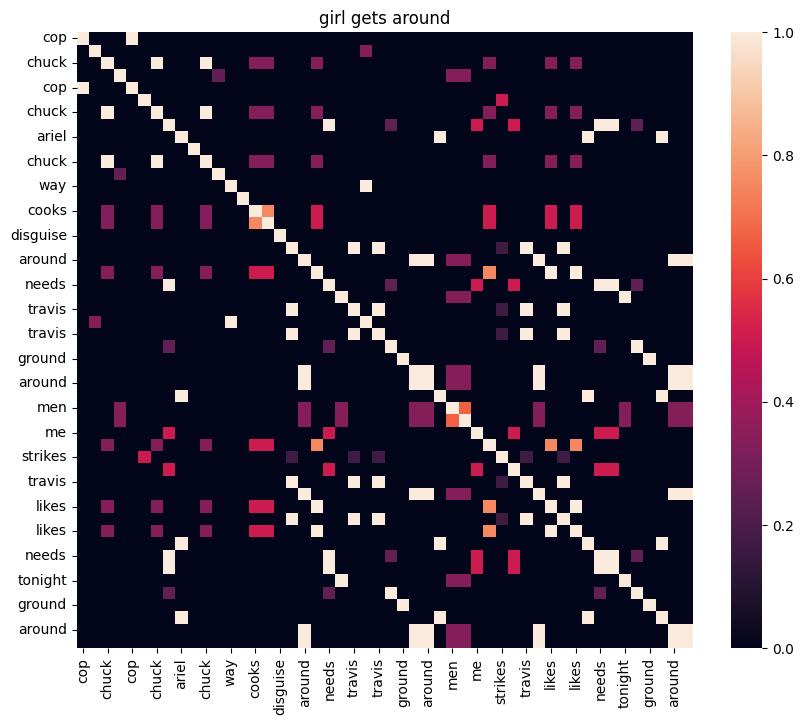 girl gets around
cop
chuck
cop
chuck
ariel
chuck
way
cooks
disguise
around
needs
travis
travis
ground
around
men
me
strikes
travis
likes
likes
needs
tonight
ground
around
cop
chuck
cop
chuck
ariel
chuck
way
cooks
disguise
around
needs
travis
travis
ground
around
men
me
strikes
travis
likes
likes
needs
tonight
ground
around
1.0
0.8
0.6
0.4
0.2
0.0